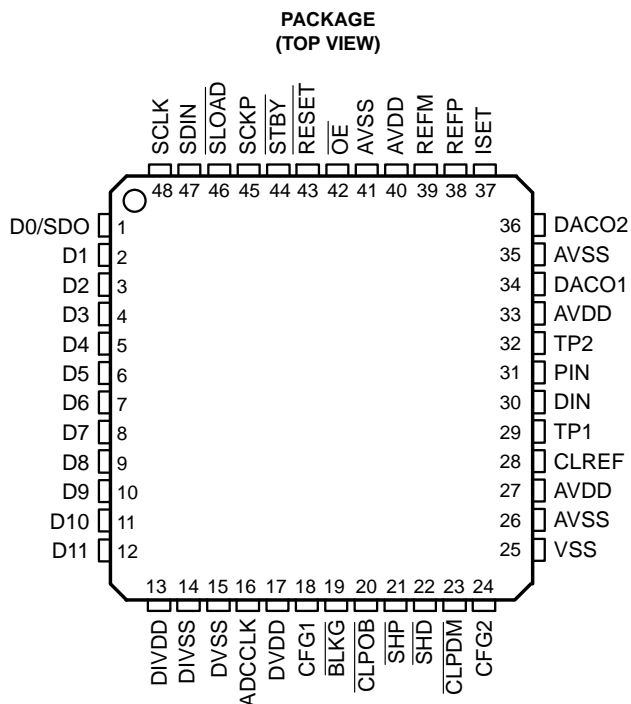 PACKAGE
(TOP VIEW)
SCLK
SDIN
SLOAD
SCKP
STBY
RESET
OE
AVSS
AVDD
REFM
REFP
ISET
48 47 46 45 44 43 42 41 40 39 38 37
D0/SDO 1
D1 2
D2 3
D3 4
D4 5
D5 6
D6 7
D7 8
D8 9
D9 10
D10 11
D11 12
36 DACO2
35 AVSS
34 DACO1
33 AVDD
32 TP2
31 PIN
30 DIN
29 TP1
28 CLREF
27 AVDD
26 AVSS
25 VSS
13 14 15 16 17 18 19 20 21 22 23 24
DIVDD
DIVSS
DVSS
ADCCLK
DVDD
CFG1
BLKG
CLPOB
SHP
SHD
CLPDM
CFG2